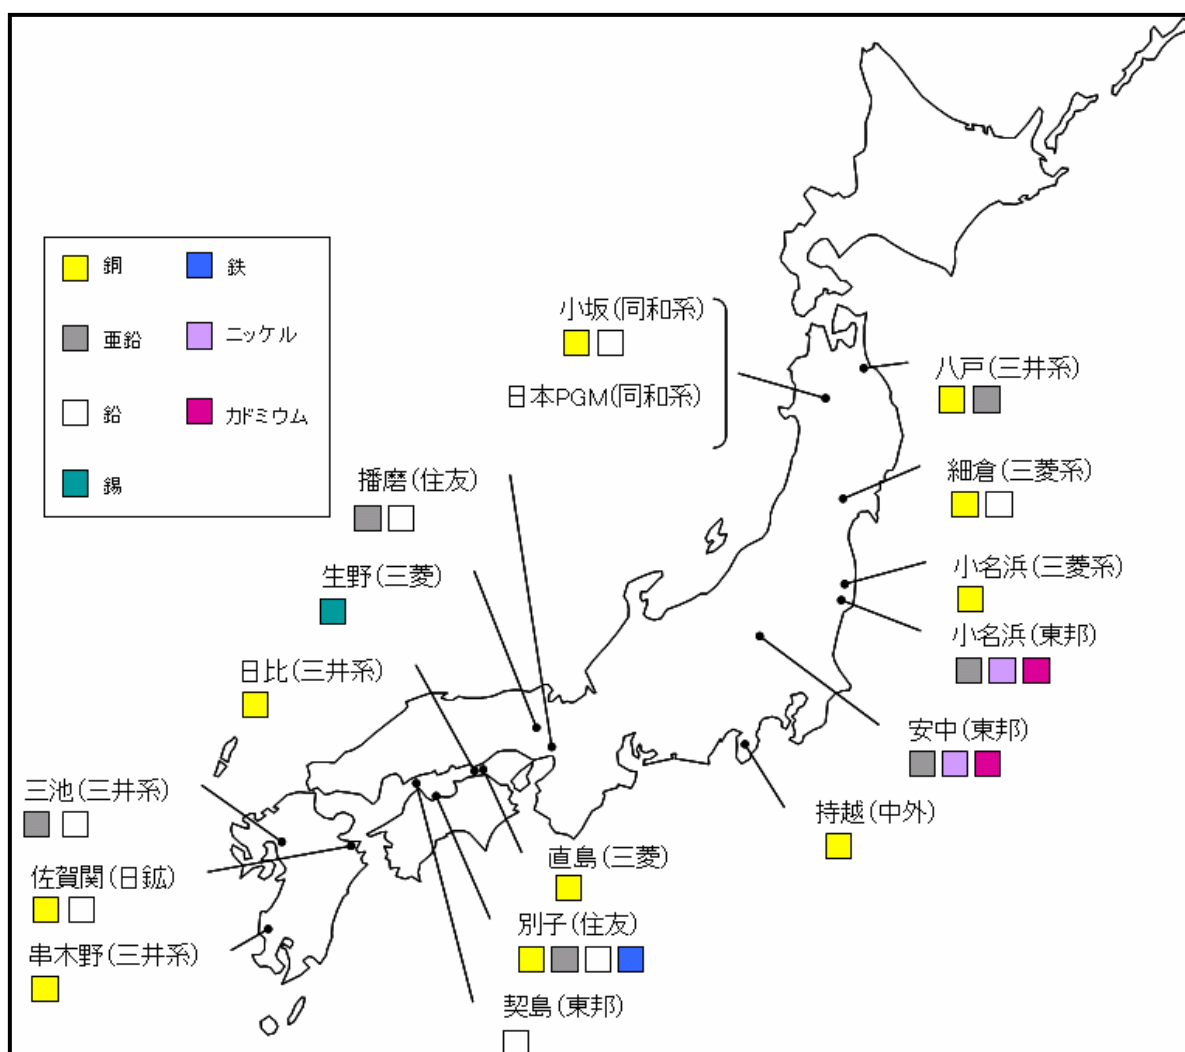 銅
鉄
亜鉛
ニッケル
鉛
カドミウム
錫
小坂(同和系)
日本PGM(同和系)
八戸(三井系)
細倉(三菱系)
播磨(住友)
小名浜(三菱系)
生野(三菱)
小名浜(東邦)
日比(三井系)
安中(東邦)
三池(三井系)
持越(中外)
直島(三菱)
佐賀関(日鉱)
別子(住友)
串木野(三井系)
契島(東邦)